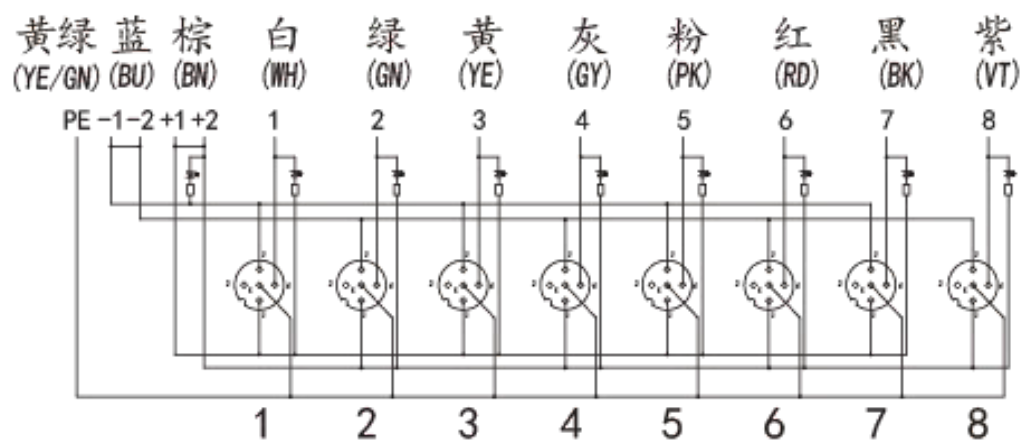 黄绿 蓝 棕 白 绿 黄 灰 粉 红 黑 紫
(YE/GN) (BU) (BN) (WH) (GN) (YE) (GY) (PK) (RD) (BK) (VT)
PE -1 -2 +1 +2 1 2 3 4 5 6 7 8
1 2 3 4 5 6 7 8